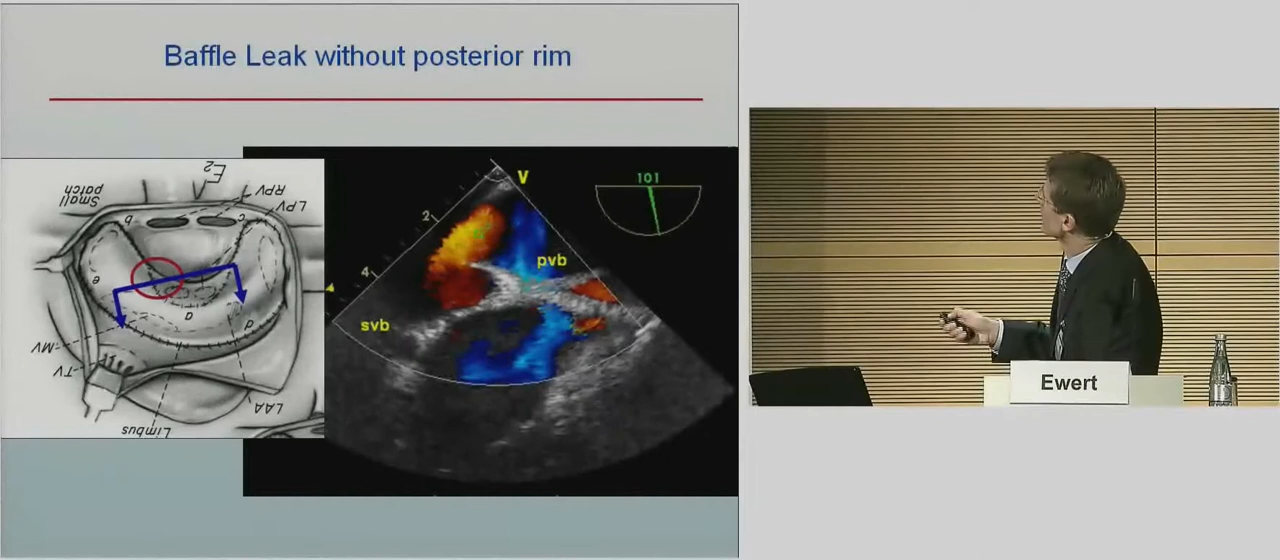 Baffle Leak without posterior rim
E2
Small
patch
RPV
LPV
b
c
e
a
d
MV
TV
LAA
Limbus
V
101
2
4
pvb
svb
Ewert